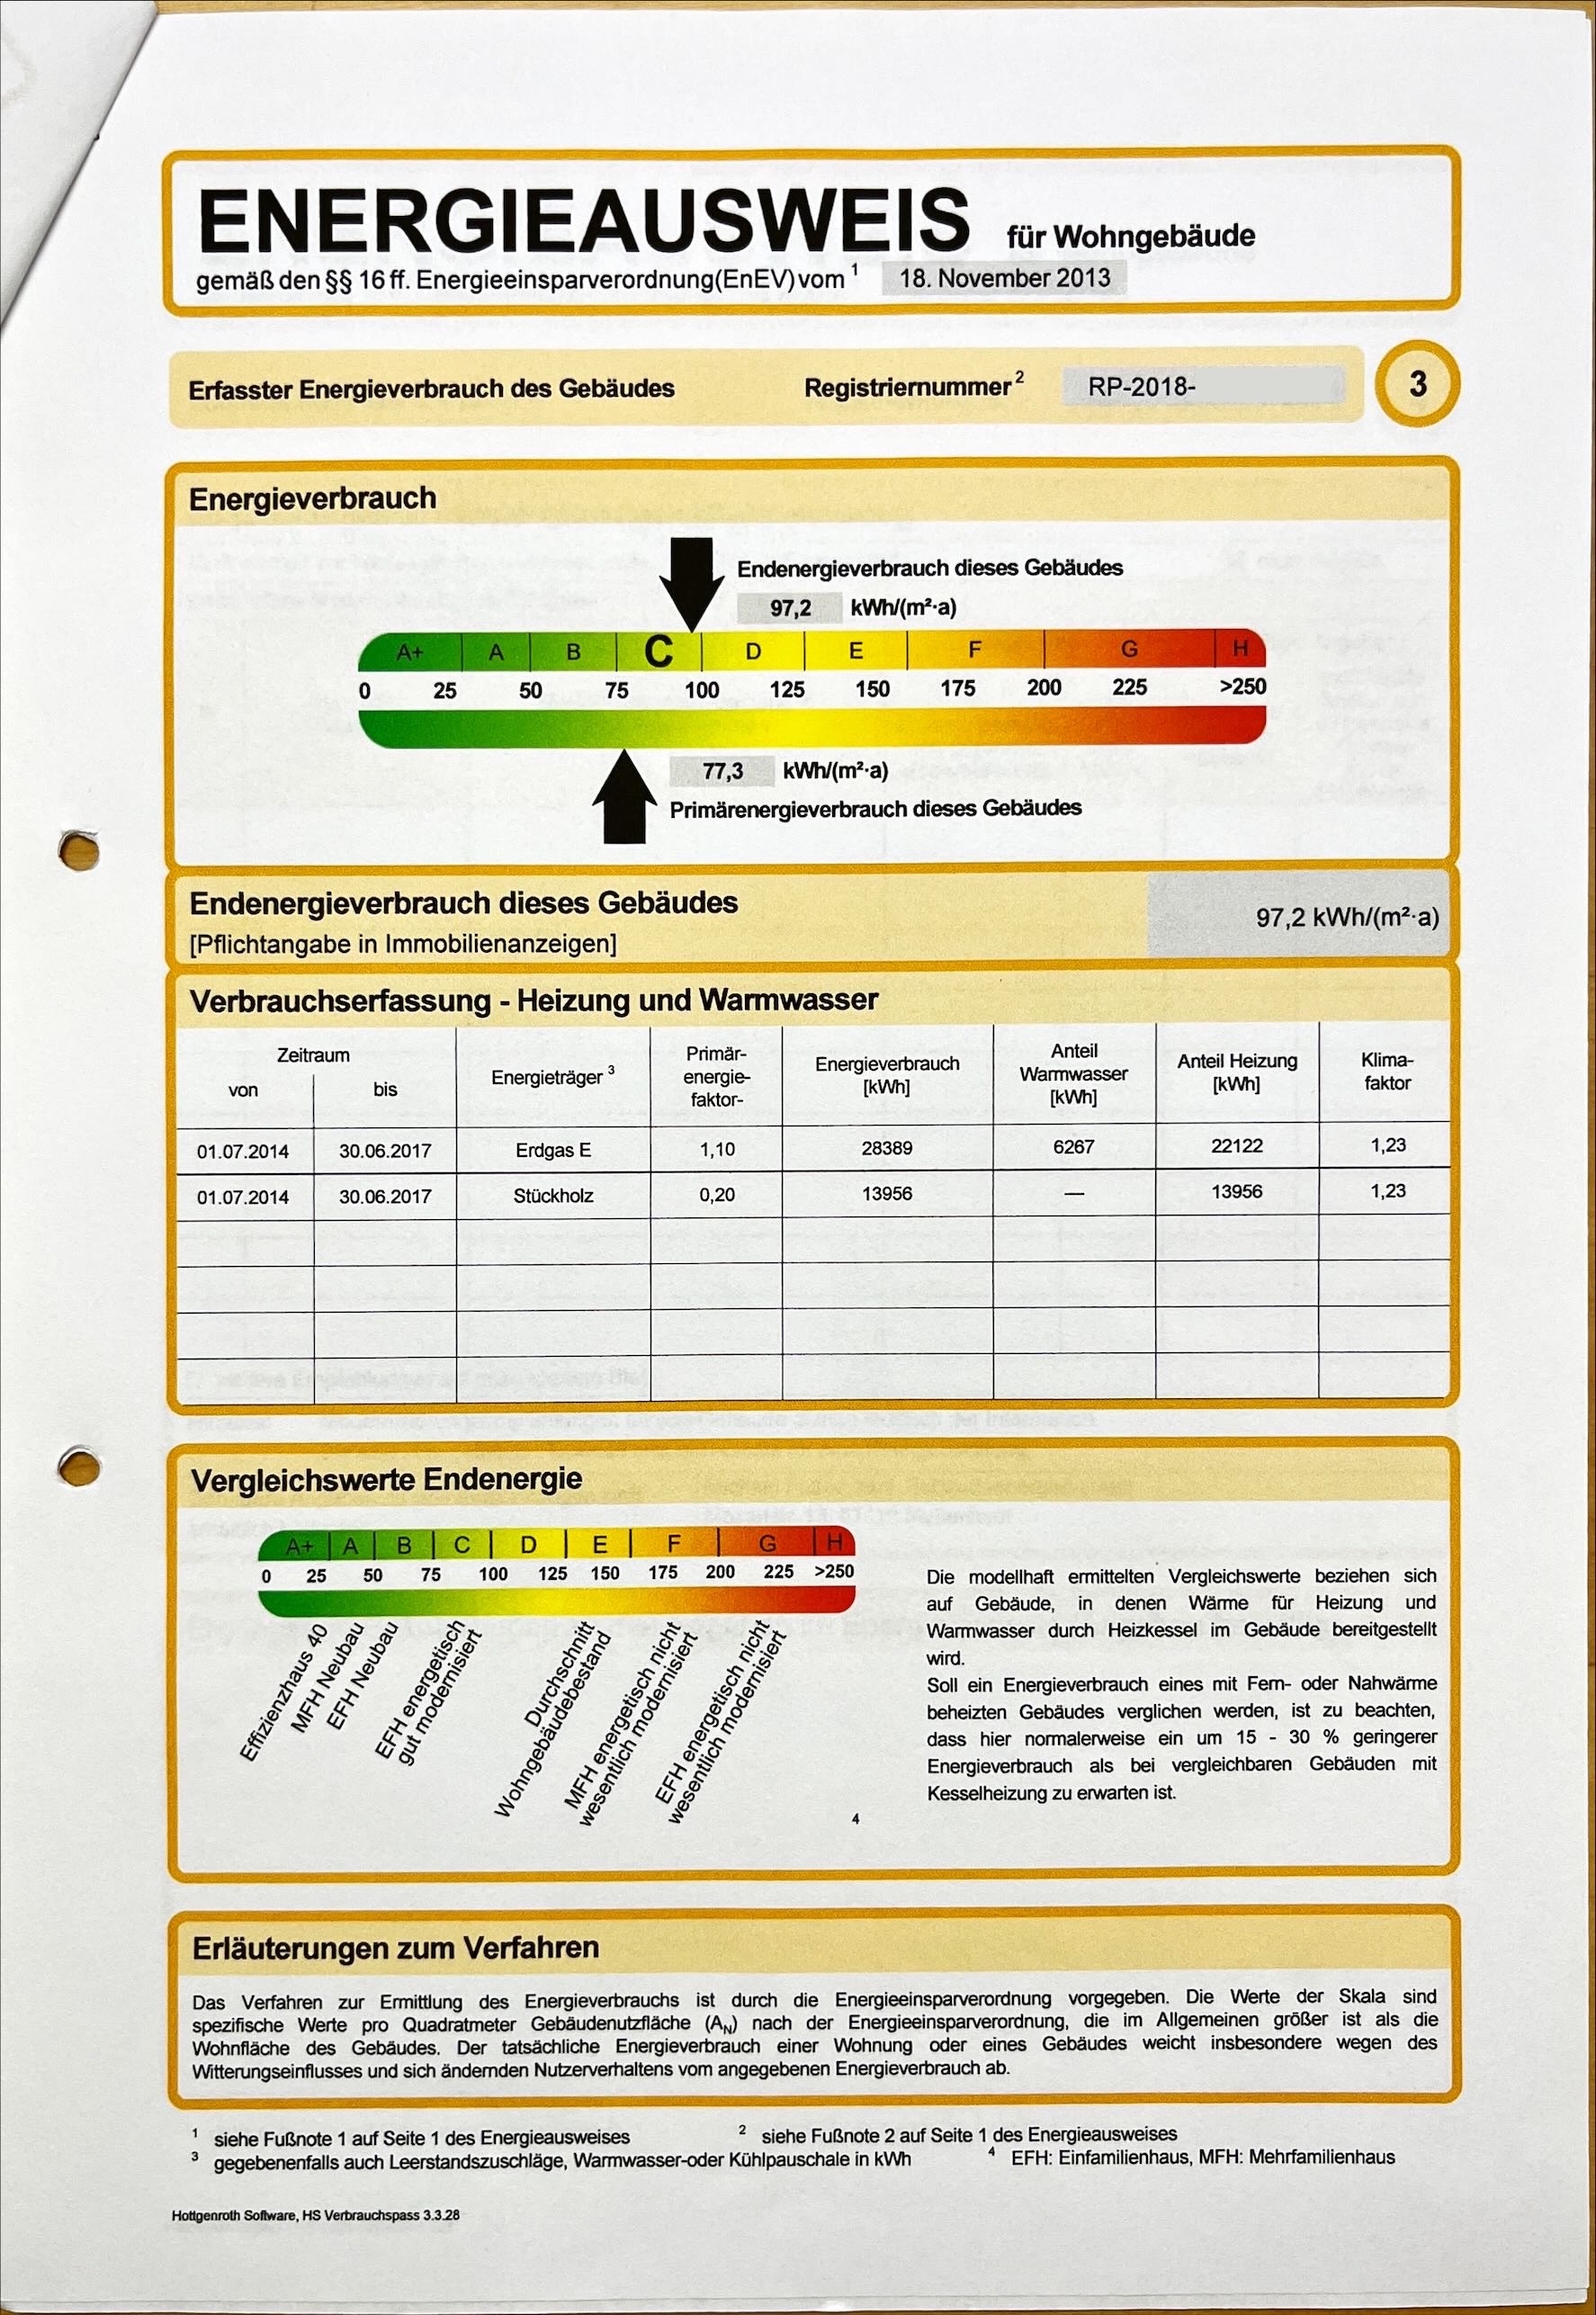 ENERGIEAUSWEIS für Wohngebäude
gemäß den §§ 16 ff. Energieeinsparverordnung(EnEV) vom ¹ 18. November 2013
Erfasster Energieverbrauch des Gebäudes Registriernummer ² RP-2018- 3
Energieverbrauch
Endenergieverbrauch dieses Gebäudes
97,2 kWh/(m²·a)
A+ A B C D E F G H
0 25 50 75 100 125 150 175 200 225 >250
77,3 kWh/(m²·a)
Primärenergieverbrauch dieses Gebäudes
Endenergieverbrauch dieses Gebäudes
[Pflichtangabe in Immobilienanzeigen]
97,2 kWh/(m²·a)
Verbrauchserfassung - Heizung und Warmwasser
Zeitraum
von bis
Energieträger ³
Primär-
energie-
faktor-
Energieverbrauch
[kWh]
Anteil
Warmwasser
[kWh]
Anteil Heizung
[kWh]
Klima-
faktor
01.07.2014 30.06.2017 Erdgas E 1,10 28389 6267 22122 1,23
01.07.2014 30.06.2017 Stückholz 0,20 13956 — 13956 1,23
Vergleichswerte Endenergie
A+ A B C D E F G H
0 25 50 75 100 125 150 175 200 225 >250
Effizienzhaus 40
MFH Neubau
EFH Neubau
EFH energetisch
gut modernisiert
Durchschnitt
Wohngebäudebestand
MFH energetisch nicht
wesentlich modernisiert
EFH energetisch nicht
wesentlich modernisiert
4
Die modellhaft ermittelten Vergleichswerte beziehen sich
auf Gebäude, in denen Wärme für Heizung und
Warmwasser durch Heizkessel im Gebäude bereitgestellt
wird.
Soll ein Energieverbrauch eines mit Fern- oder Nahwärme
beheizten Gebäudes verglichen werden, ist zu beachten,
dass hier normalerweise ein um 15 - 30 % geringerer
Energieverbrauch als bei vergleichbaren Gebäuden mit
Kesselheizung zu erwarten ist.
Erläuterungen zum Verfahren
Das Verfahren zur Ermittlung des Energieverbrauchs ist durch die Energieeinsparverordnung vorgegeben. Die Werte der Skala sind
spezifische Werte pro Quadratmeter Gebäudenutzfläche (AN) nach der Energieeinsparverordnung, die im Allgemeinen größer ist als die
Wohnfläche des Gebäudes. Der tatsächliche Energieverbrauch einer Wohnung oder eines Gebäudes weicht insbesondere wegen des
Witterungseinflusses und sich ändernden Nutzerverhaltens vom angegebenen Energieverbrauch ab.
¹ siehe Fußnote 1 auf Seite 1 des Energieausweises ² siehe Fußnote 2 auf Seite 1 des Energieausweises
³ gegebenenfalls auch Leerstandszuschläge, Warmwasser-oder Kühlpauschale in kWh ⁴ EFH: Einfamilienhaus, MFH: Mehrfamilienhaus
Hottgenroth Software, HS Verbrauchspass 3.3.28